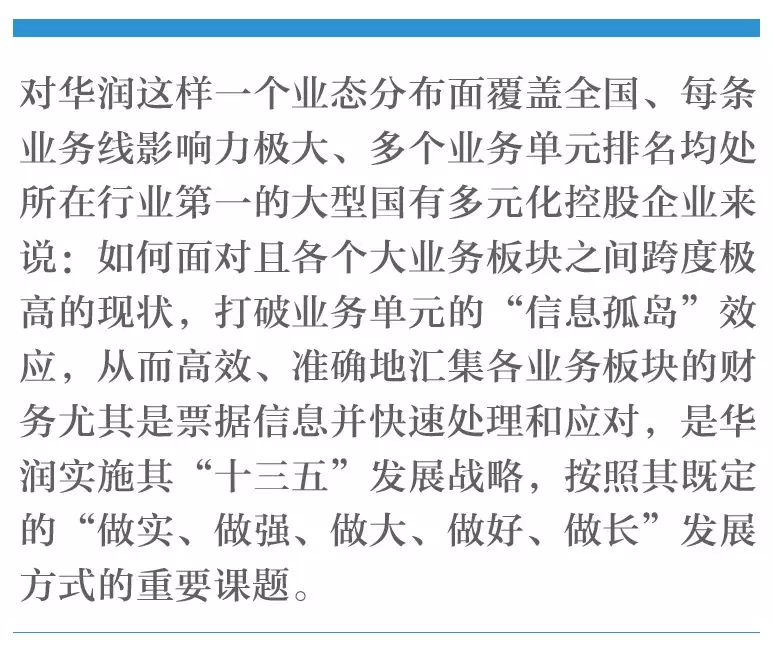 对华润这样一个业态分布面覆盖全国、每条
业务线影响力极大、多个业务单元排名均处
所在行业第一的大型国有多元化控股企业来
说：如何面对且各个大业务板块之间跨度极
高的现状，打破业务单元的“信息孤岛”效
应，从而高效、准确地汇集各业务板块的财
务尤其是票据信息并快速处理和应对，是华
润实施其“十三五”发展战略，按照其既定
的“做实、做强、做大、做好、做长”发展
方式的重要课题。